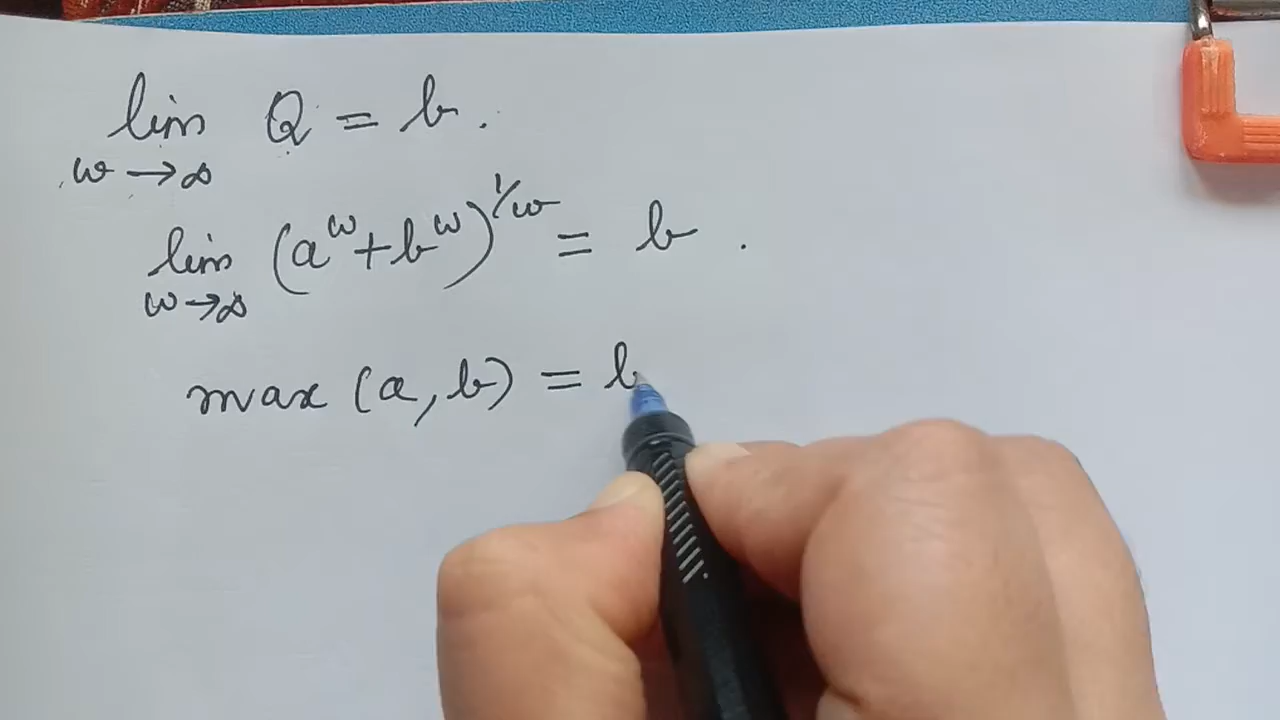 lim Q = b.
w → ∞
lim (a^w + b^w)^1/w = b.
w → ∞
max (a, b) = b